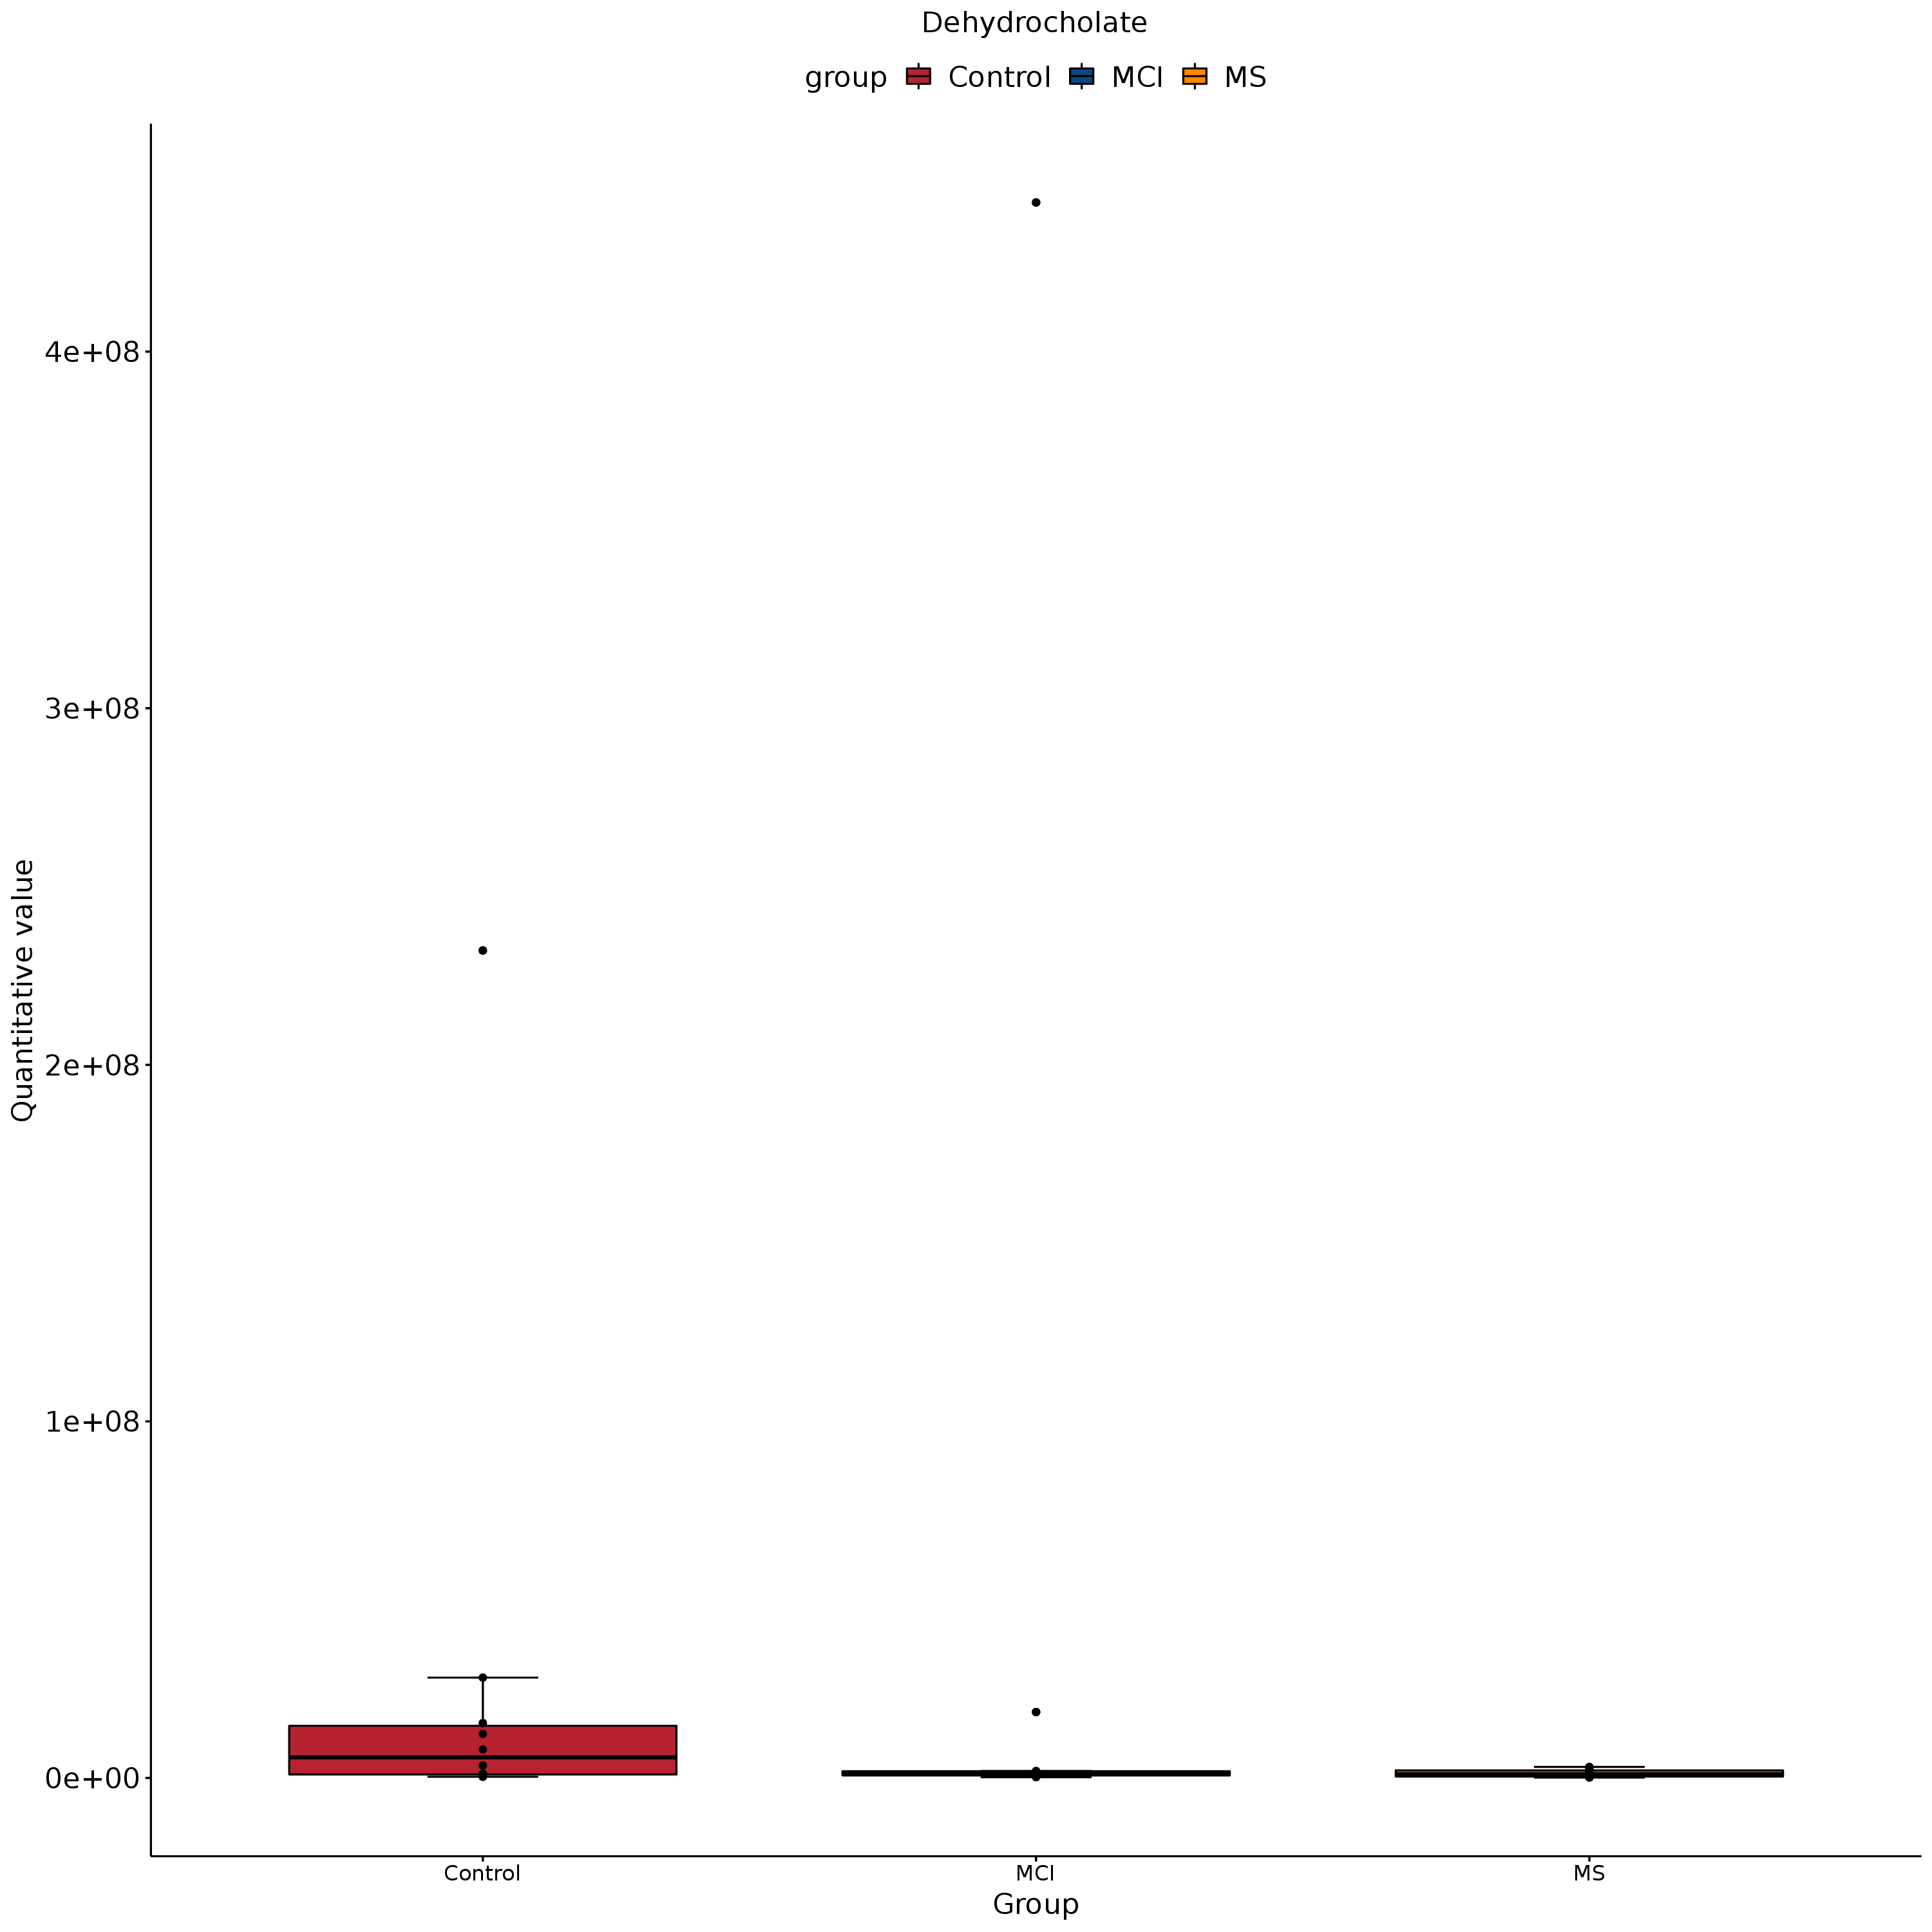 Dehydrocholate
group Control MCI MS
4e+08
3e+08
2e+08
1e+08
0e+00
Quantitative value
Control MCI MS
Group